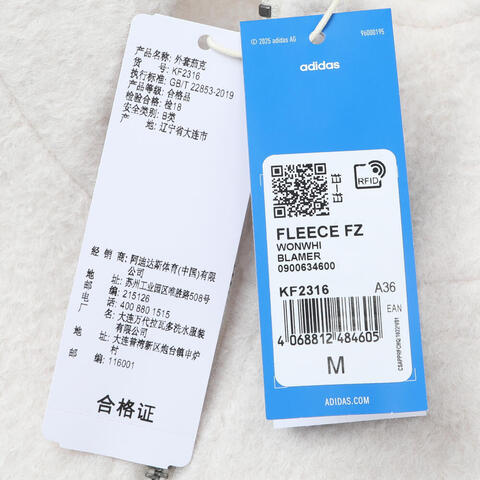 产品名称: 外套茄克
货 号: KF2316
执行标准: GB/T 22853-2019
产品等级: 合格品
检验合格: 检18
安全类别: B类
产 地: 辽宁省大连市
经 销 商: 阿迪达斯体育(中国)有限
公司
地 址: 苏州工业园区唯胜路508号
邮 编: 215126
电 话: 400 880 1515
厂 名: 大连万代拉瓦多洗水服装
有限公司
地 址: 大连普湾新区炮台镇中炉
村
邮 编: 116001
合格证
© 2025 adidas AG
96000195
adidas
RFID
FLEECE FZ
WONWHI
BLAMER
0900634600
KF2316 A36
EAN
4 068812 484605
M
ADIDAS.COM